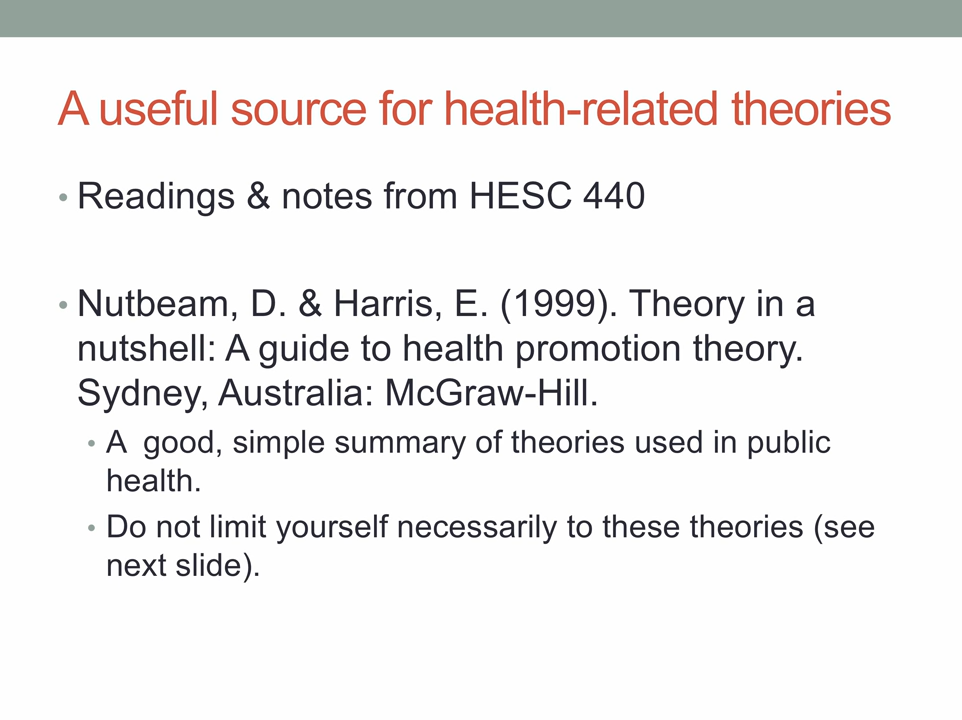 A useful source for health-related theories
• Readings & notes from HESC 440
• Nutbeam, D. & Harris, E. (1999). Theory in a
nutshell: A guide to health promotion theory.
Sydney, Australia: McGraw-Hill.
• A  good, simple summary of theories used in public
health.
• Do not limit yourself necessarily to these theories (see
next slide).